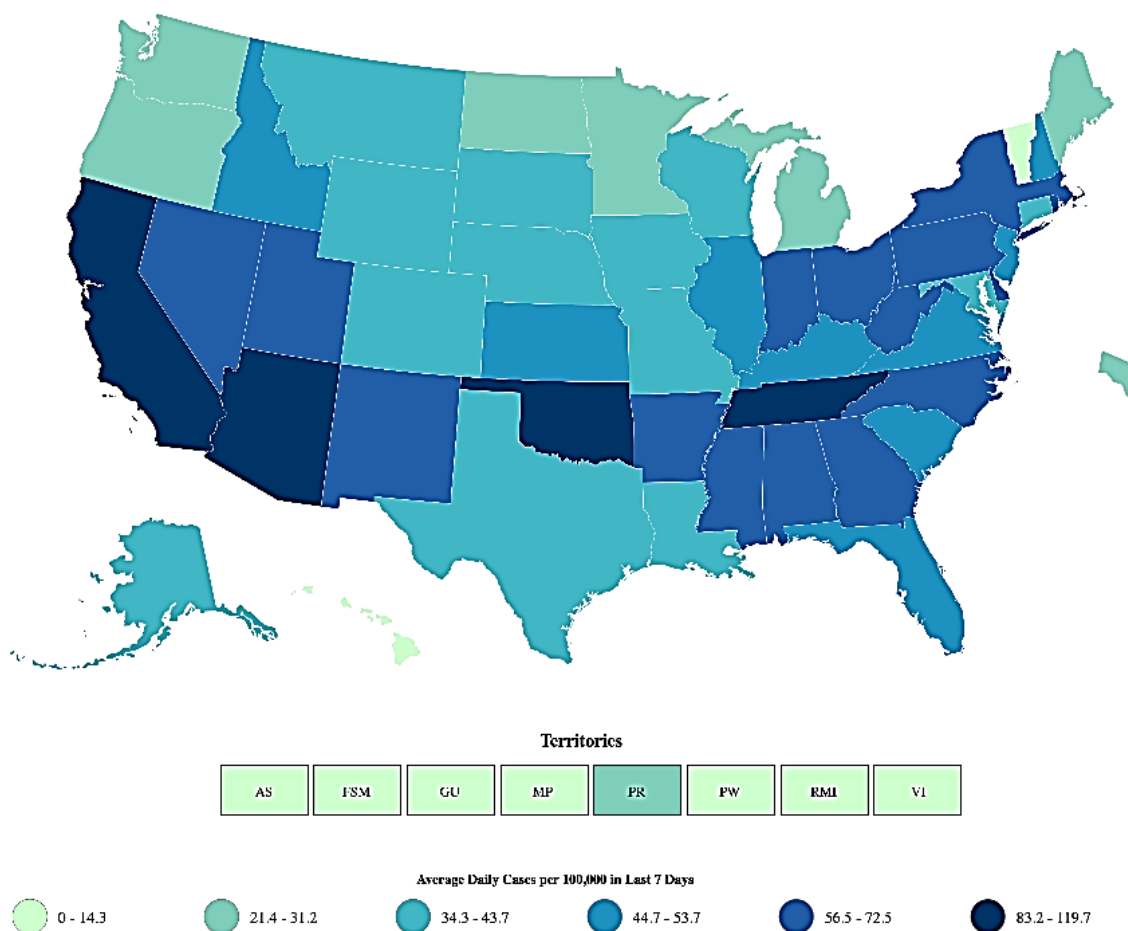 Territories
AS FSM GU MP PR PW RMI VI
Average Daily Cases per 100,000 in Last 7 Days
0 - 14.3 21.4 - 31.2 34.3 - 43.7 44.7 - 53.7 56.5 - 72.5 83.2 - 119.7